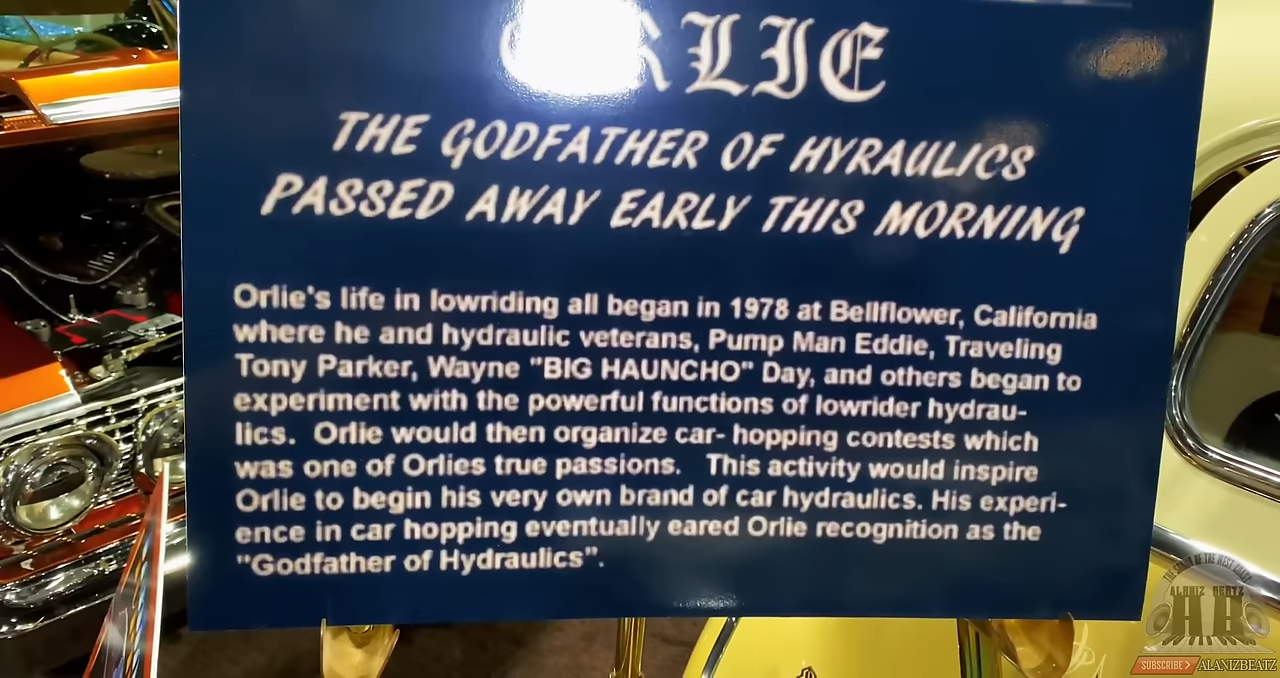 ORLIE
THE GODFATHER OF HYRAULICS
PASSED AWAY EARLY THIS MORNING
Orlie's life in lowriding all began in 1978 at Bellflower, California
where he and hydraulic veterans, Pump Man Eddie, Traveling
Tony Parker, Wayne "BIG HAUNCHO" Day, and others began to
experiment with the powerful functions of lowrider hydrau-
lics. Orlie would then organize car- hopping contests which
was one of Orlies true passions. This activity would inspire
Orlie to begin his very own brand of car hydraulics. His experi-
ence in car hopping eventually eared Orlie recognition as the
"Godfather of Hydraulics".
ALANIZ BEATZ
SUBSCRIBE > ALANIZBEATZ